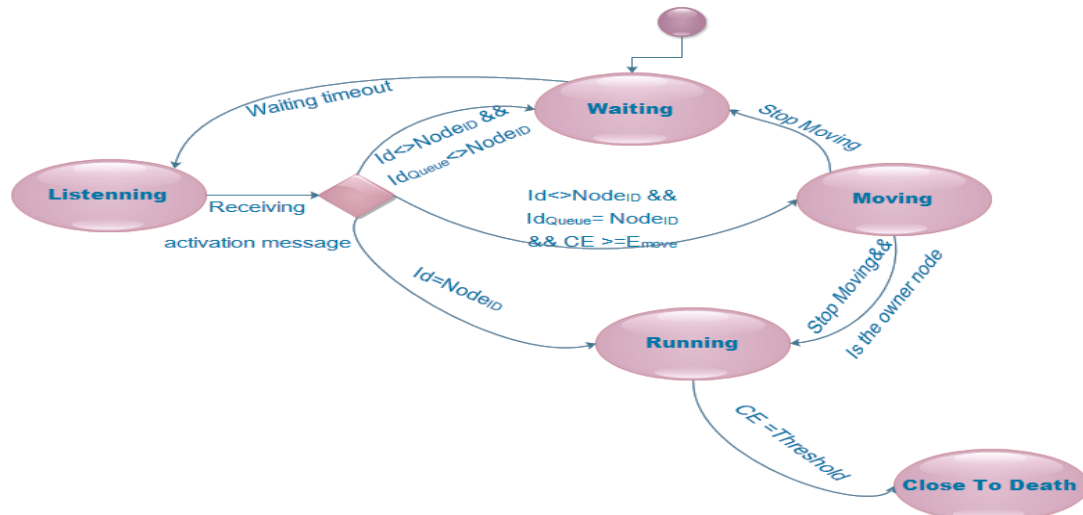 Waiting timeout
Waiting
Id<>NodeID &&
IdQueue<>NodeID
Stop Moving
Listenning
Receiving
activation message
Id<>NodeID &&
IdQueue= NodeID
&& CE >=Emove
Moving
Id=NodeID
Stop Moving&&
Is the owner node
Running
CE =Threshold
Close To Death